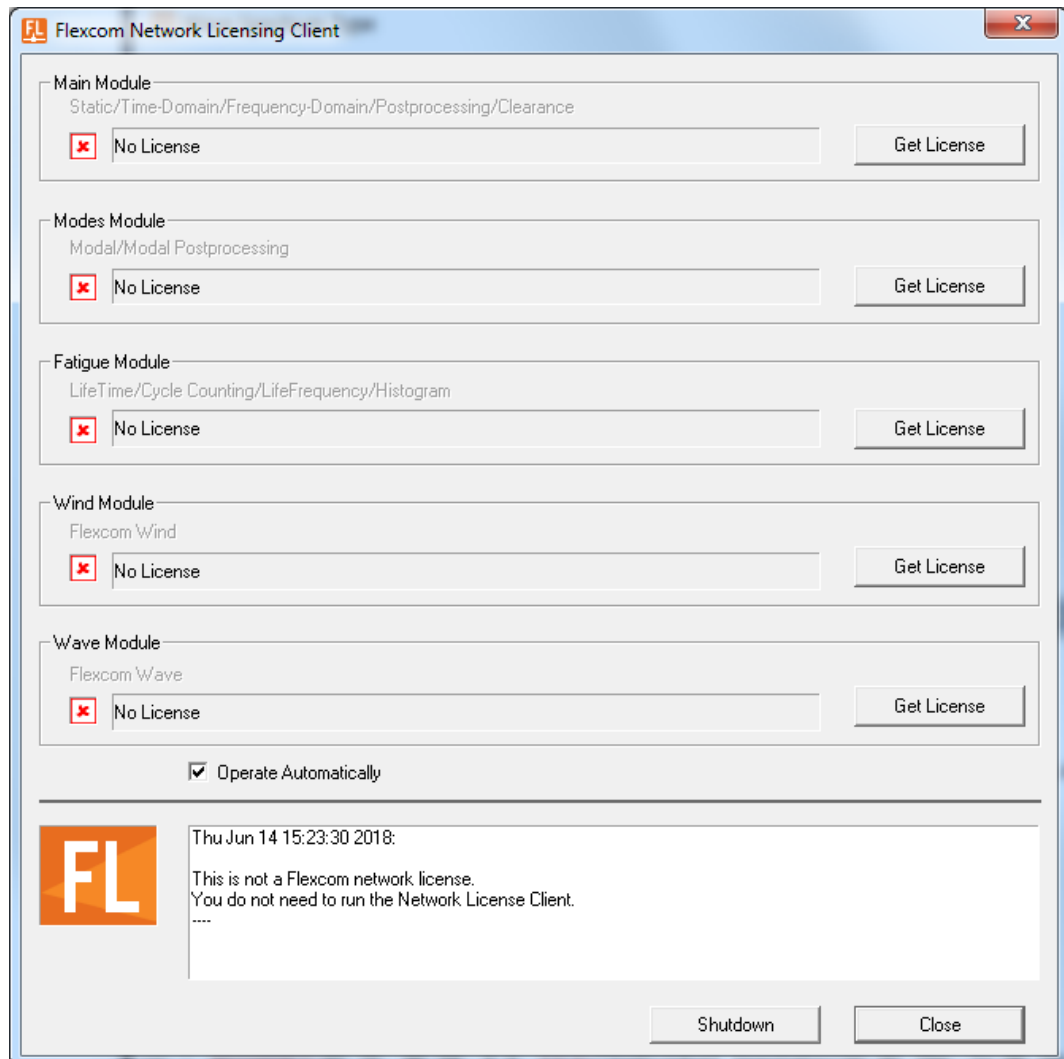 FL Flexcom Network Licensing Client
Main Module
Static/Time-Domain/Frequency-Domain/Postprocessing/Clearance
No License
Get License
Modes Module
Modal/Modal Postprocessing
No License
Get License
Fatigue Module
LifeTime/Cycle Counting/LifeFrequency/Histogram
No License
Get License
Wind Module
Flexcom Wind
No License
Get License
Wave Module
Flexcom Wave
No License
Get License
Operate Automatically
FL
Thu Jun 14 15:23:30 2018:
This is not a Flexcom network license.
You do not need to run the Network License Client.
----
Shutdown
Close